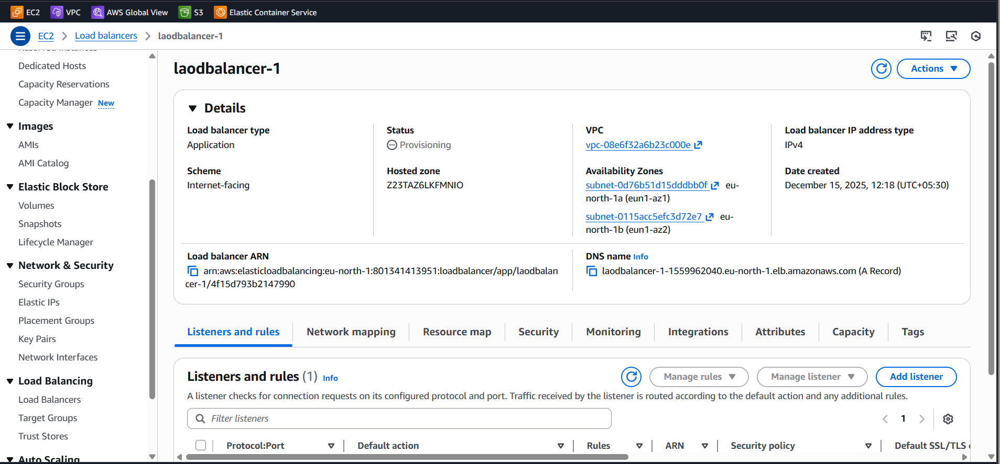 EC2 VPC AWS Global View S3 Elastic Container Service
EC2 > Load balancers > laodbalancer-1
Dedicated Hosts
Capacity Reservations
Capacity Manager New
Images
AMIs
AMI Catalog
Elastic Block Store
Volumes
Snapshots
Lifecycle Manager
Network & Security
Security Groups
Elastic IPs
Placement Groups
Key Pairs
Network Interfaces
Load Balancing
Load Balancers
Target Groups
Trust Stores
Auto Scaling
laodbalancer-1
Actions
Details
Load balancer type
Application
Scheme
Internet-facing
Status
Provisioning
Hosted zone
Z23TAZ6LKFMNIO
VPC
vpc-08e6f32a6b23c000e
Availability Zones
subnet-0d76b51d15dddbb0f eu-
north-1a (eun1-az1)
subnet-0115acc5efc3d72e7 eu-
north-1b (eun1-az2)
Load balancer IP address type
IPv4
Date created
December 15, 2025, 12:18 (UTC+05:30)
Load balancer ARN
arn:aws:elasticloadbalancing:eu-north-1:801341413951:loadbalancer/app/laodbalan
cer-1/4f15d793b2147990
DNS name Info
laodbalancer-1-1559962040.eu-north-1.elb.amazonaws.com (A Record)
Listeners and rules Network mapping Resource map Security Monitoring Integrations Attributes Capacity Tags
Listeners and rules (1) Info
Manage rules Manage listener Add listener
A listener checks for connection requests on its configured protocol and port. Traffic received by the listener is routed according to the default action and any additional rules.
Filter listeners
1
Protocol:Port Default action Rules ARN Security policy Default SSL/TLS